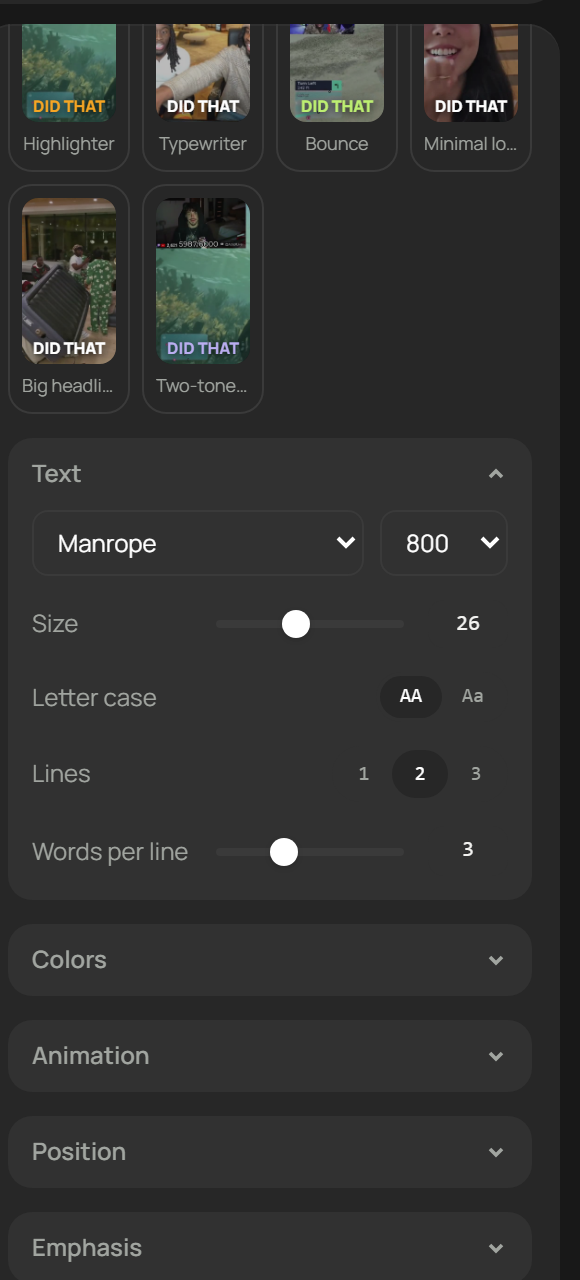 DID THAT DID THAT DID THAT DID THAT
Highlighter Typewriter Bounce Minimal lo...
DID THAT DID THAT
Big headli... Two-tone...
Text
Manrope 800
Size 26
Letter case AA Aa
Lines 1 2 3
Words per line 3
Colors
Animation
Position
Emphasis